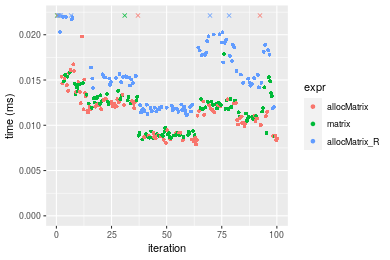 0.020
0.015
0.010
0.005
0.000
time (ms)
0
25
50
75
100
iteration
expr
allocMatrix
matrix
allocMatrix_R